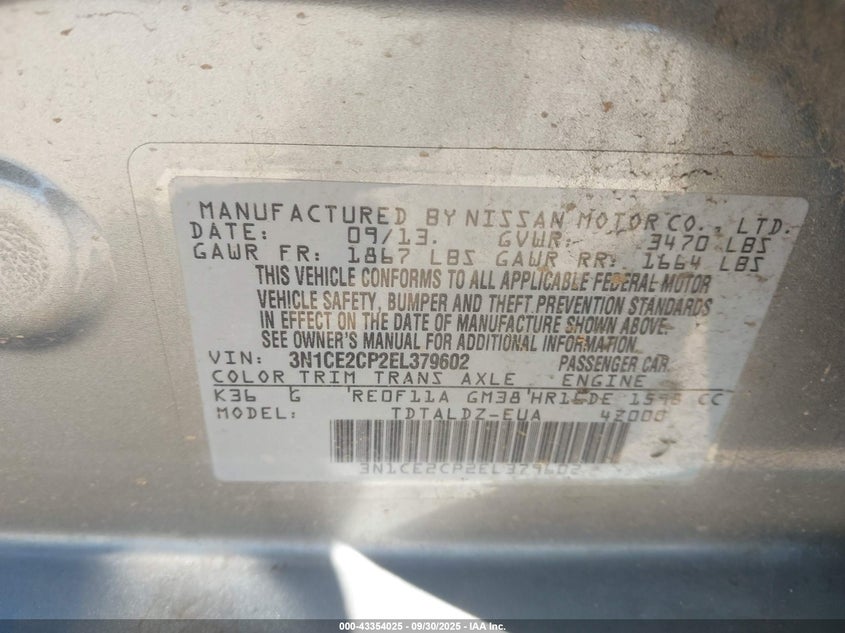 MANUFACTURED BY NISSAN MOTOR CO., LTD.
DATE: 09/13. GVWR: 3470 LBS
GAWR FR: 1867 LBS GAWR RR: 1664 LBS
THIS VEHICLE CONFORMS TO ALL APPLICABLE FEDERAL MOTOR
VEHICLE SAFETY, BUMPER AND THEFT PREVENTION STANDARDS
IN EFFECT ON THE DATE OF MANUFACTURE SHOWN ABOVE.
SEE OWNER'S MANUAL FOR ADDITIONAL INFORMATION.
VIN: 3N1CE2CP2EL379602 PASSENGER CAR
COLOR TRIM TRANS AXLE ENGINE
K36 G RE0F11A GM38 HR16DE 1598 CC
MODEL: TDTALDZ-EUA 42000
3N1CE2CP2EL379602
000-43354025 - 09/30/2025 - IAA Inc.